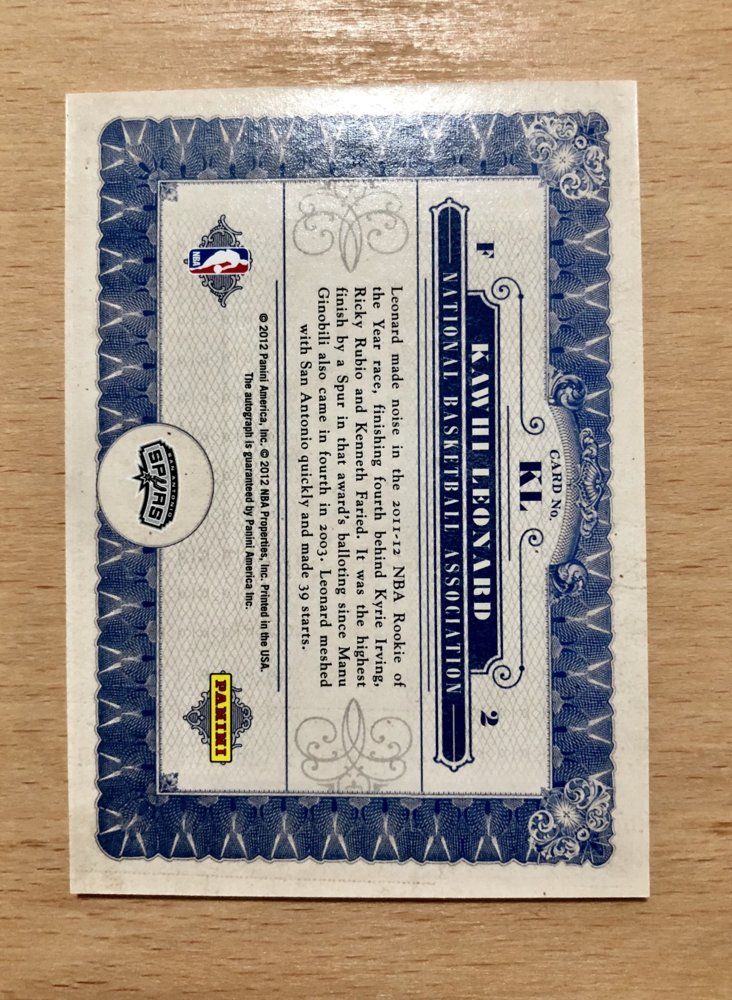 CARD No.
KL
F
KAWHI LEONARD
2
NATIONAL BASKETBALL ASSOCIATION
Leonard made noise in the 2011-12 NBA Rookie of
the Year race, finishing fourth behind Kyrie Irving,
Ricky Rubio and Kenneth Faried. It was the highest
finish by a Spur in that award's balloting since Manu
Ginobili also came in fourth in 2003. Leonard meshed
with San Antonio quickly and made 39 starts.
NBA
© 2012 Panini America, Inc. © 2012 NBA Properties, Inc. Printed in the USA.
The autograph is guaranteed by Panini America Inc.
PANINI
SAN ANTONIO
SPURS